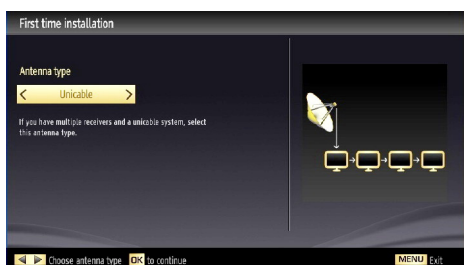 First time installation
Antenna type
Unicable
If you have multiple receivers and a unicable system, select
this antenna type.
Choose antenna type OK to continue
MENU Exit